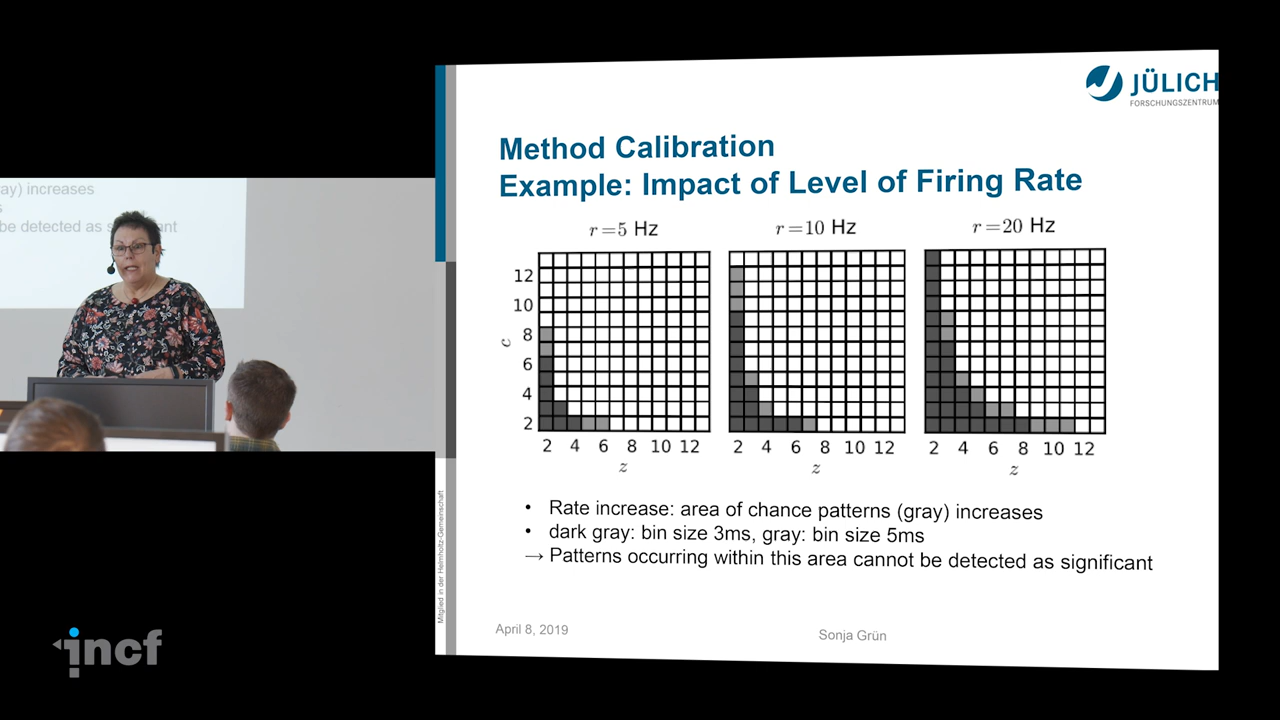 ay) increases
s
be detected as s ant
JÜLICH
FORSCHUNGSZENTRUM
Method Calibration
Example: Impact of Level of Firing Rate
r=5 Hz
r=10 Hz
r=20 Hz
12
10
8
6
4
2
c
2 4 6 8 10 12
2 4 6 8 10 12
2 4 6 8 10 12
z
z
z
• Rate increase: area of chance patterns (gray) increases
• dark gray: bin size 3ms, gray: bin size 5ms
→ Patterns occurring within this area cannot be detected as significant
Mitglied in der Helmholtz-Gemeinschaft
April 8, 2019
Sonja Grün
incf